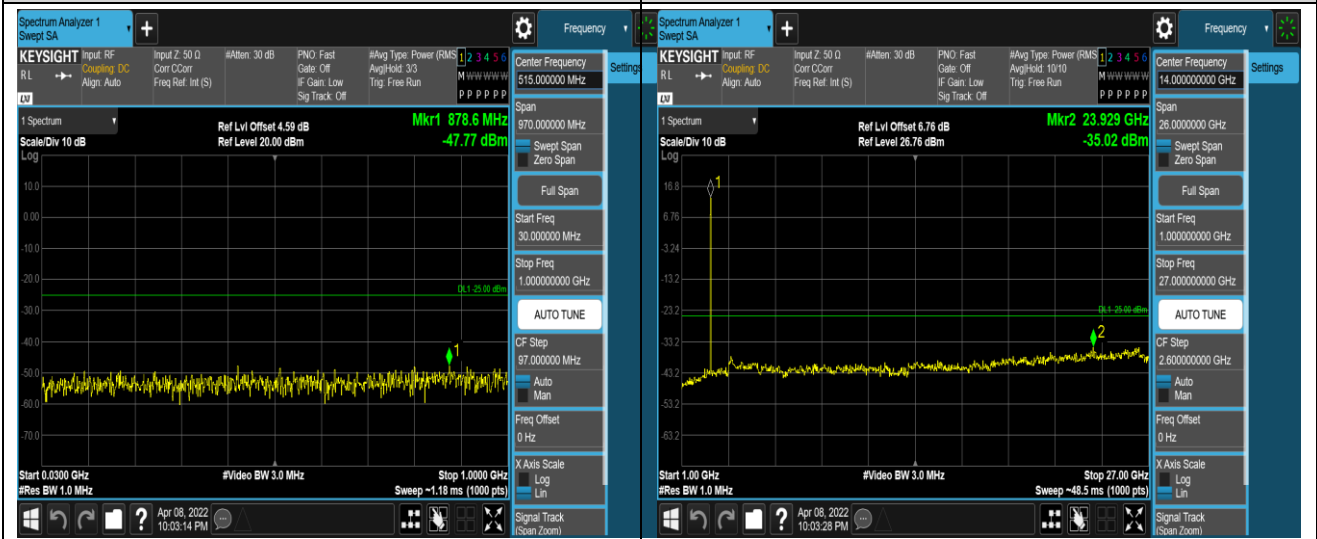 Spectrum Analyzer 1
Swept SA
+
Frequency
KEYSIGHT
RL
LXI
Input: RF
Coupling: DC
Align: Auto
Input Z: 50 Ω
Corr CCorr
Freq Ref: Int (S)
#Atten: 30 dB
PNO: Fast
Gate: Off
IF Gain: Low
Sig Track: Off
#Avg Type: Power (RMS
Avg|Hold: 3/3
Trig: Free Run
1 2 3 4 5 6
M W W W W W
P P P P P P
Center Frequency
515.000000 MHz
Settings
Span
970.000000 MHz
Swept Span
Zero Span
Full Span
Start Freq
30.000000 MHz
Stop Freq
1.000000000 GHz
AUTO TUNE
CF Step
97.000000 MHz
Auto
Man
Freq Offset
0 Hz
X Axis Scale
Log
Lin
Signal Track
(Span Zoom)
1 Spectrum
Scale/Div 10 dB
Log
Ref Lvl Offset 4.59 dB
Ref Level 20.00 dBm
Mkr1 878.6 MHz
-47.77 dBm
10.0
0.00
-10.0
-20.0
DL1 -25.00 dBm
-30.0
-40.0
1
-50.0
-60.0
-70.0
Start 0.0300 GHz
#Res BW 1.0 MHz
#Video BW 3.0 MHz
Stop 1.0000 GHz
Sweep ~1.18 ms (1000 pts)
?
Apr 08, 2022
10:03:14 PM
Spectrum Analyzer 1
Swept SA
+
Frequency
KEYSIGHT
RL
LXI
Input: RF
Coupling: DC
Align: Auto
Input Z: 50 Ω
Corr CCorr
Freq Ref: Int (S)
#Atten: 30 dB
PNO: Fast
Gate: Off
IF Gain: Low
Sig Track: Off
#Avg Type: Power (RMS
Avg|Hold: 10/10
Trig: Free Run
1 2 3 4 5 6
M W W W W W
P P P P P P
Center Frequency
14.000000000 GHz
Settings
Span
26.0000000 GHz
Swept Span
Zero Span
Full Span
Start Freq
1.000000000 GHz
Stop Freq
27.000000000 GHz
AUTO TUNE
CF Step
2.600000000 GHz
Auto
Man
Freq Offset
0 Hz
X Axis Scale
Log
Lin
Signal Track
(Span Zoom)
1 Spectrum
Scale/Div 10 dB
Log
Ref Lvl Offset 6.76 dB
Ref Level 26.76 dBm
Mkr2 23.929 GHz
-35.02 dBm
1
16.8
6.76
-3.24
-13.2
-23.2
DL1 -25.00 dBm
2
-33.2
-43.2
-53.2
-63.2
Start 1.00 GHz
#Res BW 1.0 MHz
#Video BW 3.0 MHz
Stop 27.00 GHz
Sweep ~48.5 ms (1000 pts)
?
Apr 08, 2022
10:03:28 PM